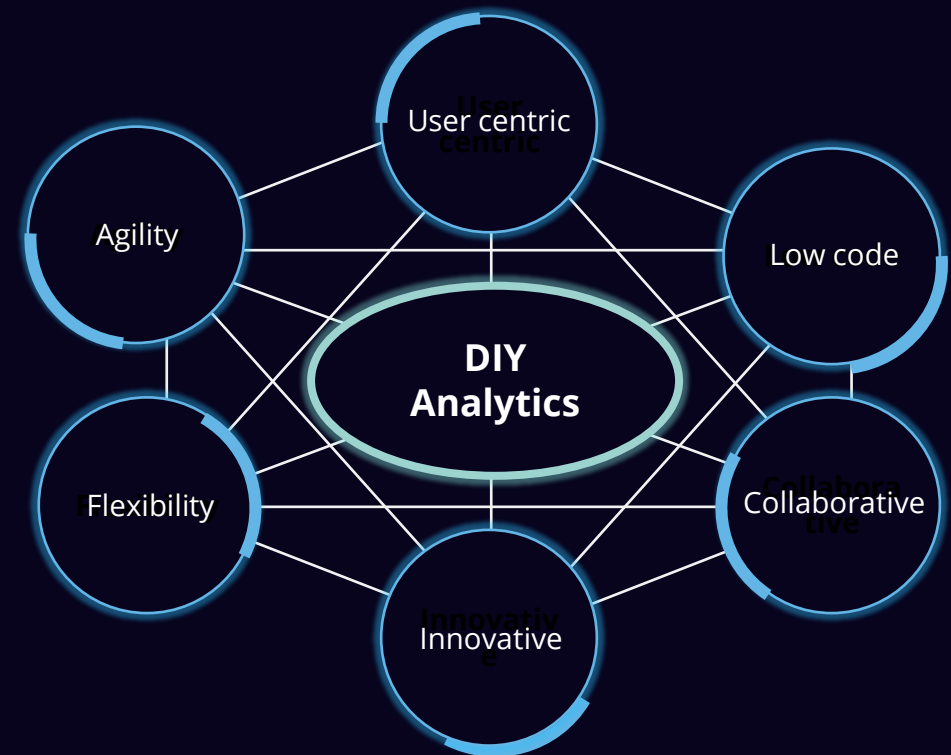 User centric
Agility
Low code
DIY
Analytics
Flexibility
Collaborative
Innovative